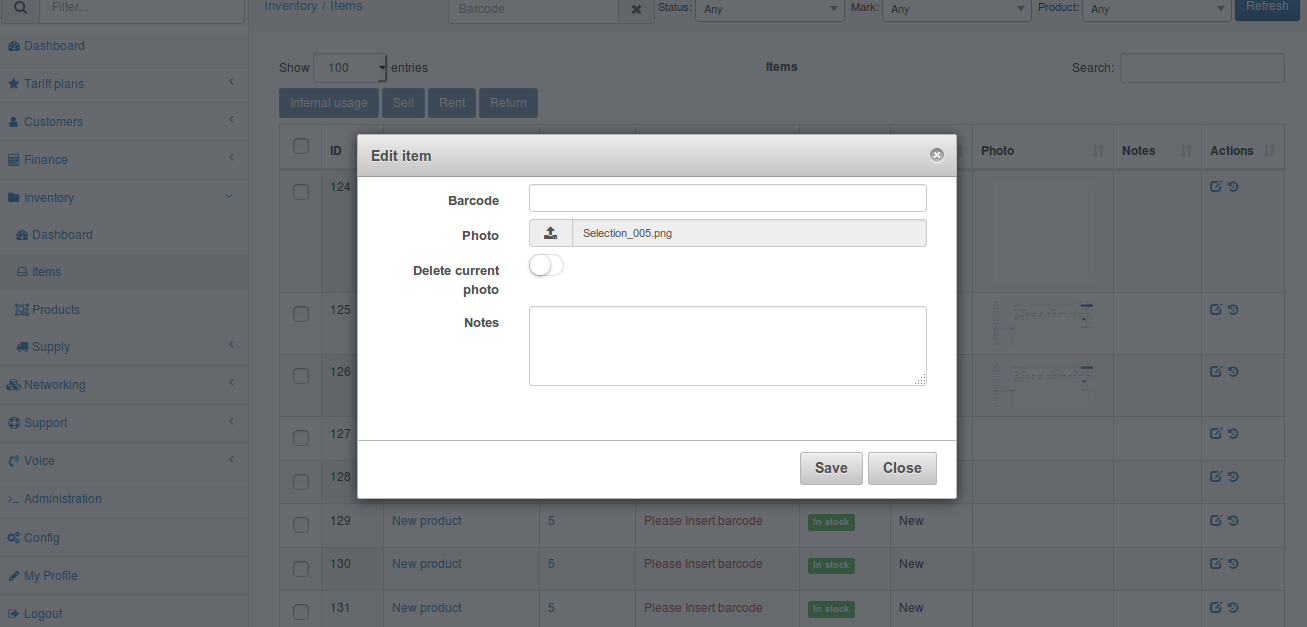 Filter...
Inventory / Items
Barcode
Status:
Any
Mark:
Any
Product:
Any
Refresh
Dashboard
Tariff plans
Customers
Finance
Inventory
Dashboard
Items
Products
Supply
Networking
Support
Voice
Administration
Config
My Profile
Logout
Show 100 entries
Items
Search:
Internal usage
Sell
Rent
Return
ID
Photo
Notes
Actions
124
125
126
127
128
129 New product 5 Please Insert barcode In stock New
130 New product 5 Please Insert barcode In stock New
131 New product 5 Please Insert barcode In stock New
Edit item
Barcode
Photo
Selection_005.png
Delete current
photo
Notes
Save
Close